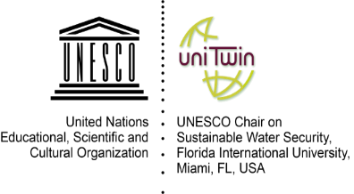 UNESCO
United Nations
Educational, Scientific and
Cultural Organization
uniTwin
UNESCO Chair on
Sustainable Water Security,
Florida International University,
Miami, FL, USA